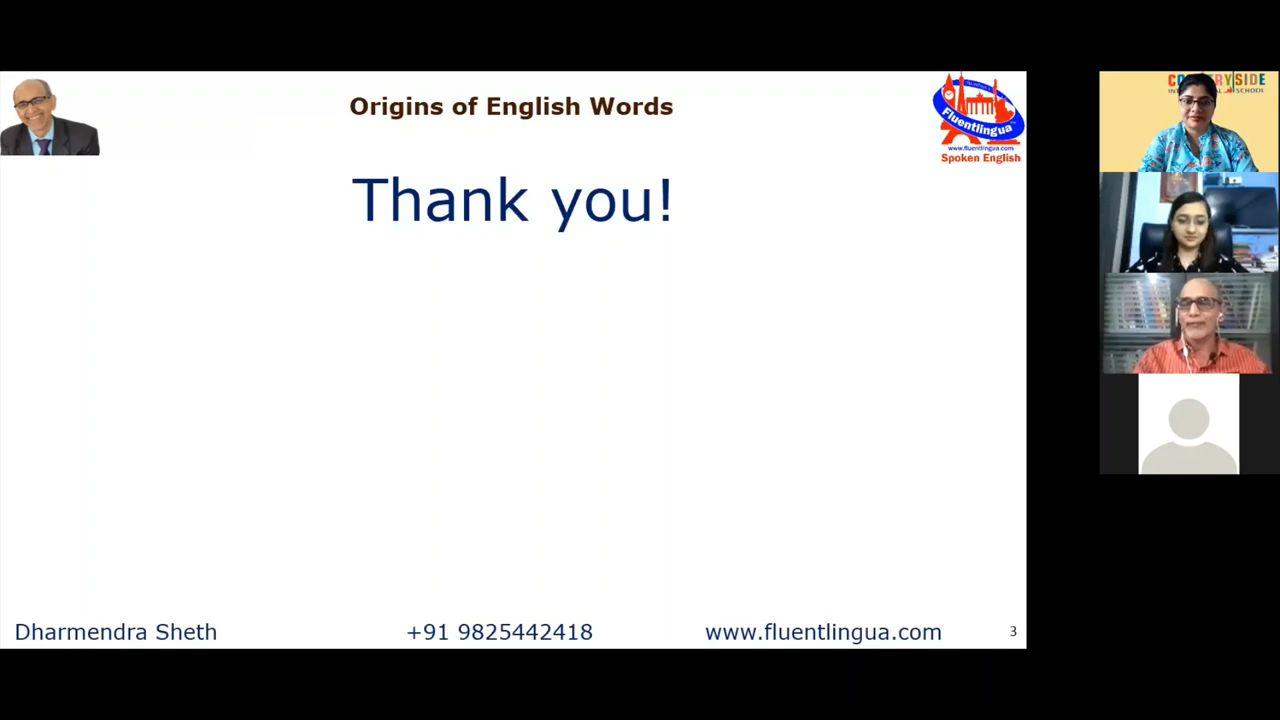 Origins of English Words
Fluentlingua
www.fluentlingua.com
Spoken English
Thank you!
Dharmendra Sheth
+91 9825442418
www.fluentlingua.com
3
SCHOOL